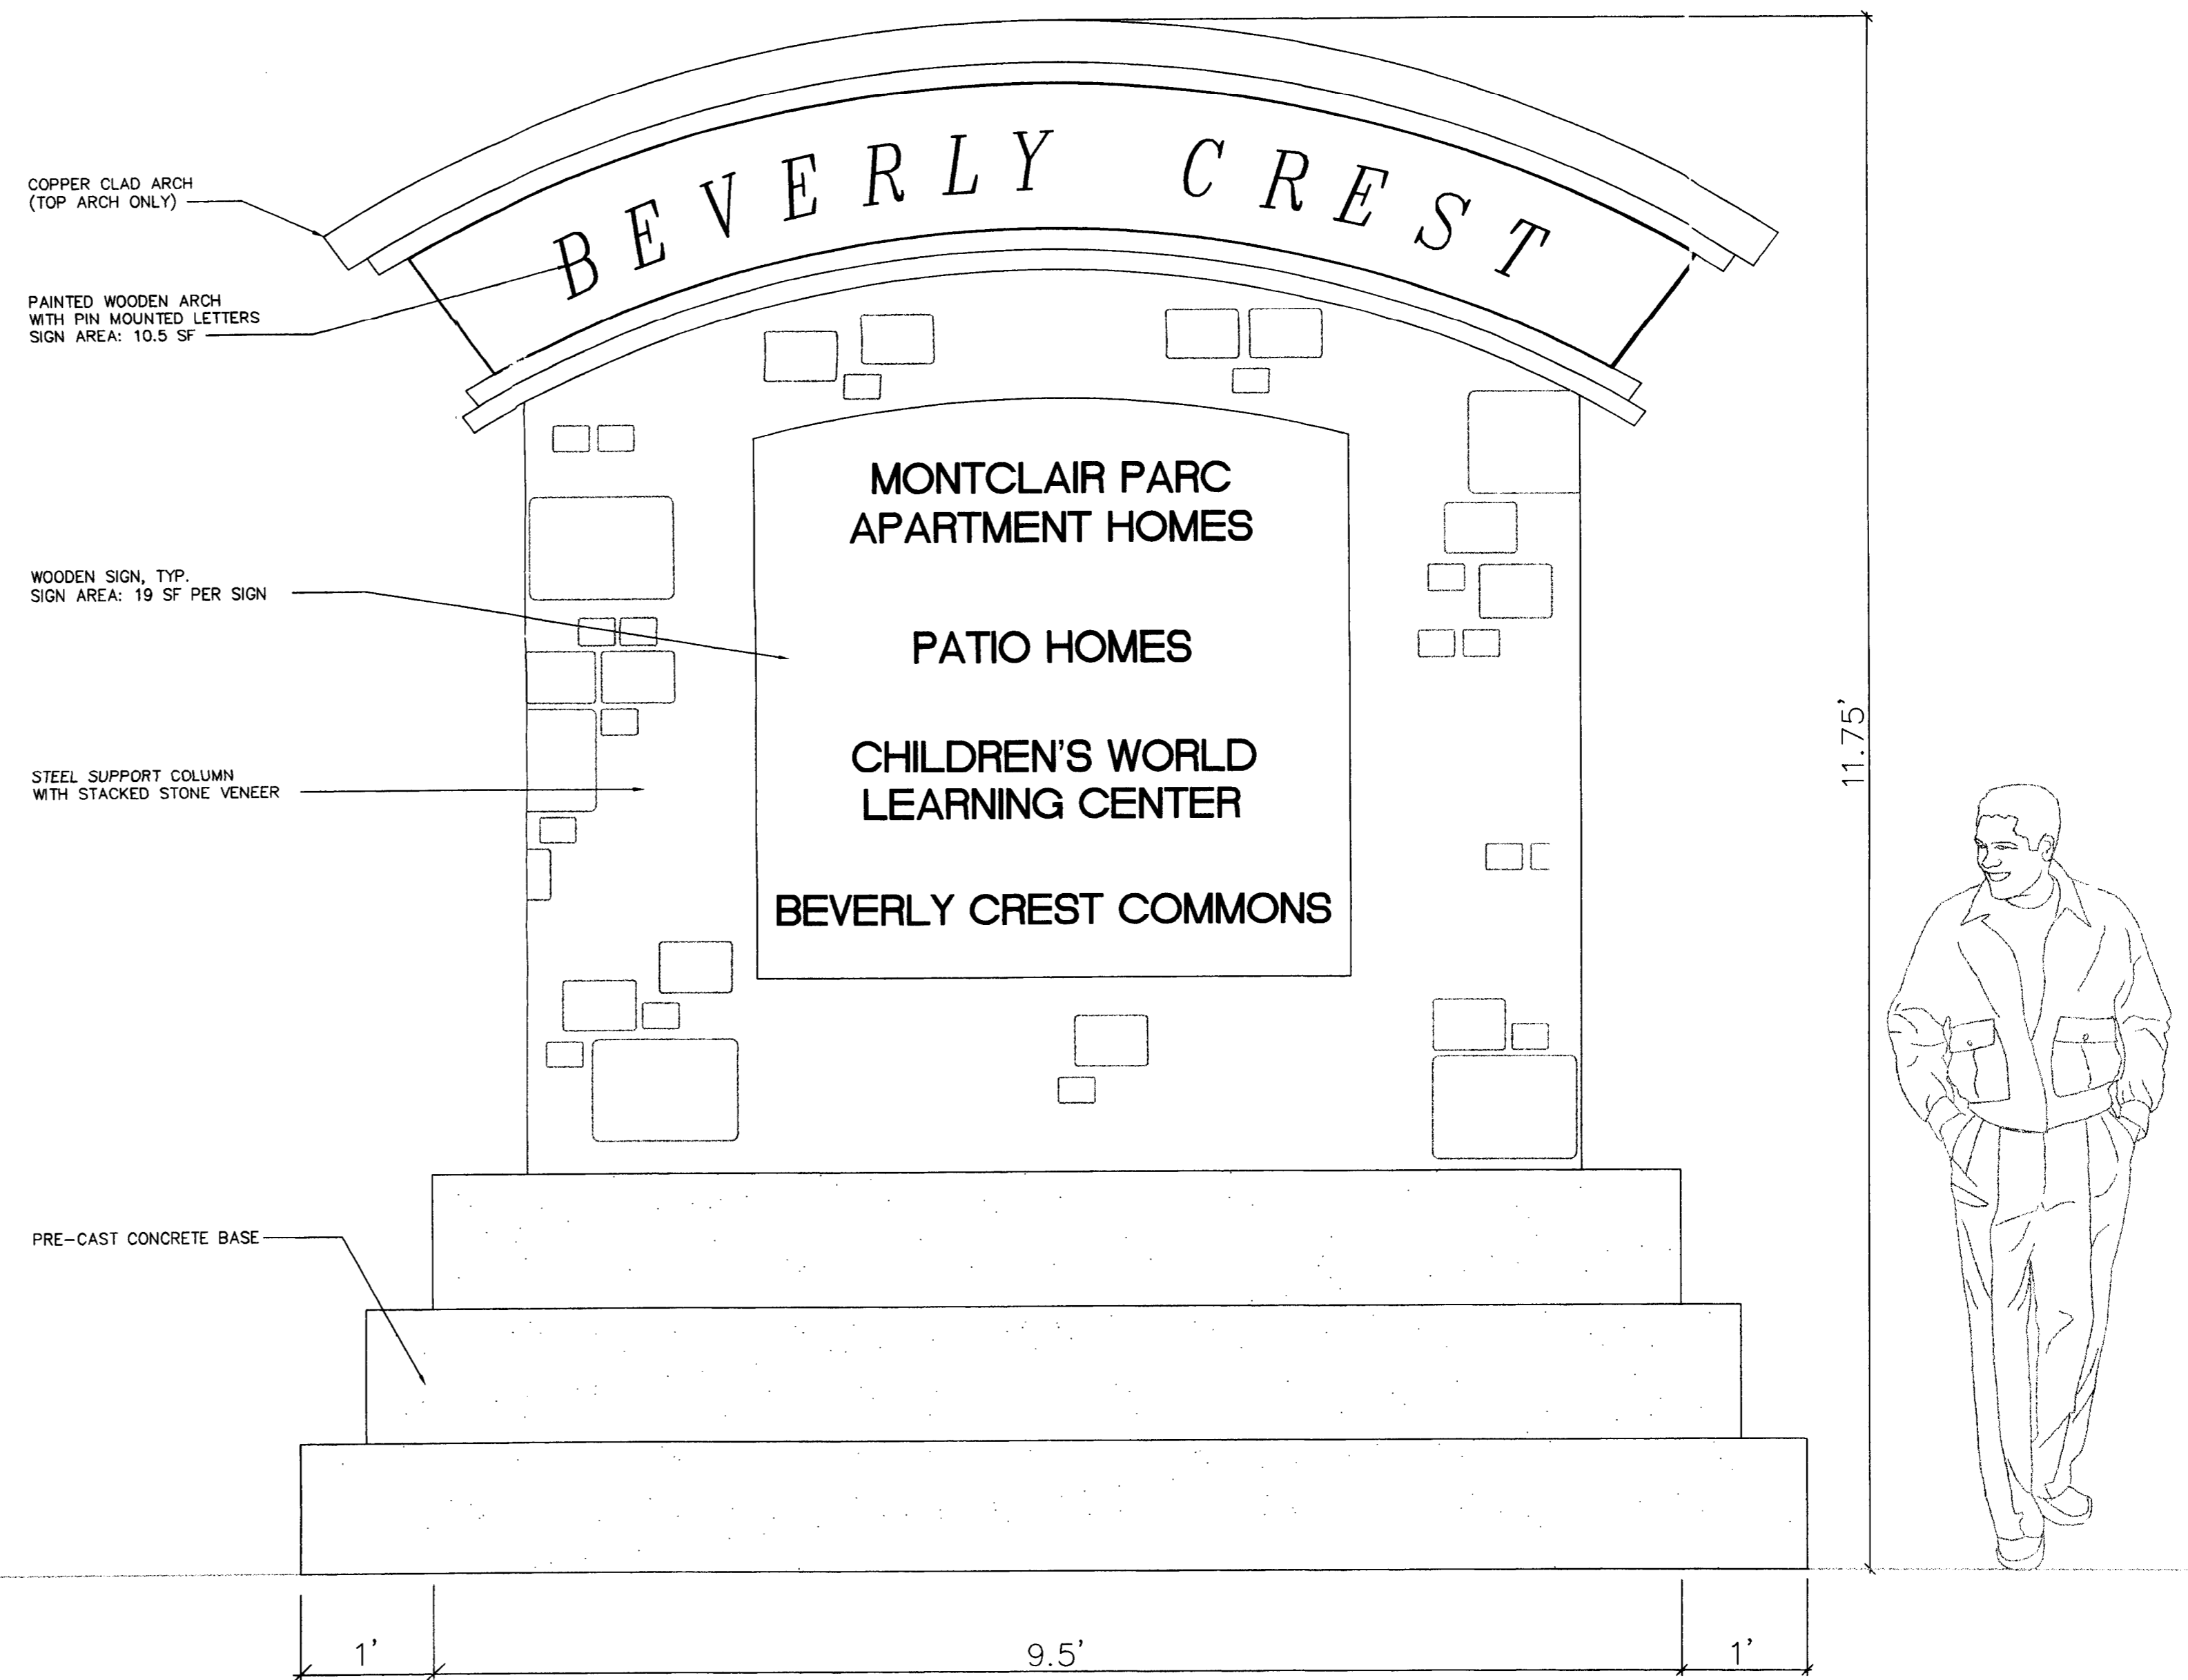 BEVERLY CREST
COPPER CLAD ARCH
(TOP ARCH ONLY)
PAINTED WOODEN ARCH
WITH PIN MOUNTED LETTERS
SIGN AREA: 10.5 SF
MONTCLAIR PARC
APARTMENT HOMES
WOODEN SIGN, TYP.
SIGN AREA: 19 SF PER SIGN
PATIO HOMES
11.75'
STEEL SUPPORT COLUMN
WITH STACKED STONE VENEER
CHILDREN'S WORLD
LEARNING CENTER
BEVERLY CREST COMMONS
PRE-CAST CONCRETE BASE
1'
9.5'
1'